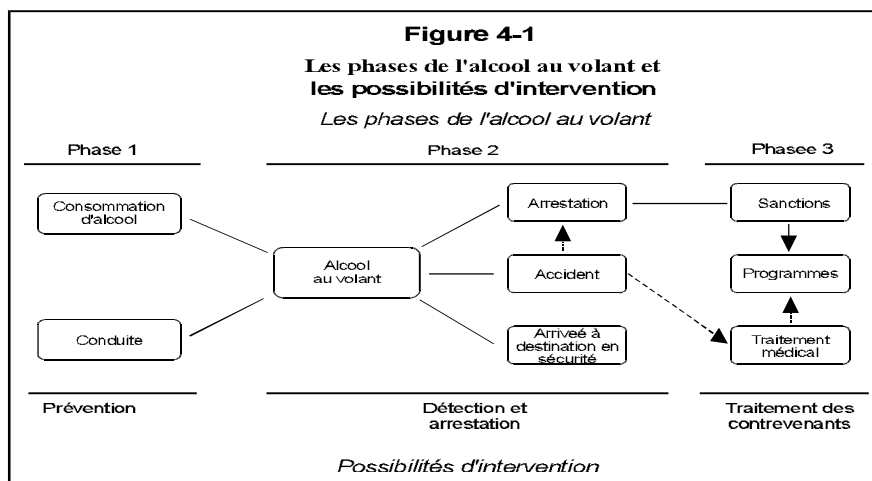 Figure 4-1
Les phases de l'alcool au volant et
les possibilités d'intervention
Les phases de l'alcool au volant
Phase 1
Phase 2
Phasee 3
Consommation
d'alcool
Conduite
Alcool
au volant
Arrestation
Accident
Arriveé à
destination en
sécurité
Sanctions
Programmes
Traitement
médical
Prévention
Détection et
arrestation
Traitement des
contrevenants
Possibilités d'intervention